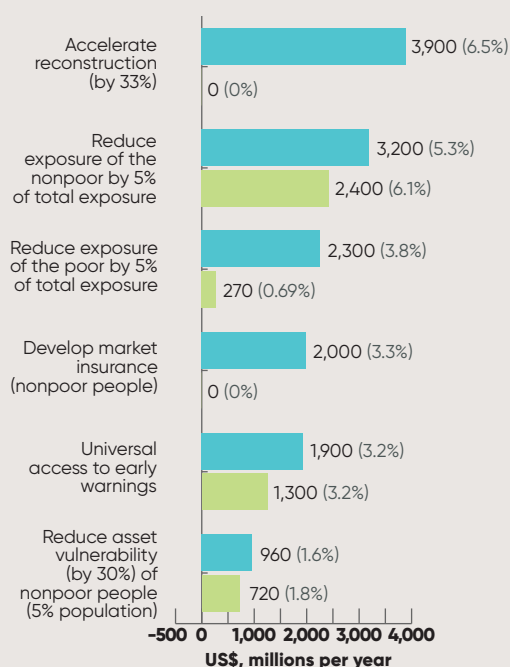 Accelerate
reconstruction
(by 33%)
3,900 (6.5%)
0 (0%)
Reduce
exposure of the
nonpoor by 5%
of total exposure
3,200 (5.3%)
2,400 (6.1%)
Reduce exposure
of the poor by 5%
of total exposure
2,300 (3.8%)
270 (0.69%)
Develop market
insurance
(nonpoor people)
2,000 (3.3%)
0 (0%)
Universal
access to early
warnings
1,900 (3.2%)
1,300 (3.2%)
Reduce asset
vulnerability
(by 30%) of
nonpoor people
(5% population)
960 (1.6%)
720 (1.8%)
-500 0 1,000 2,000 3,000 4,000
US$, millions per year